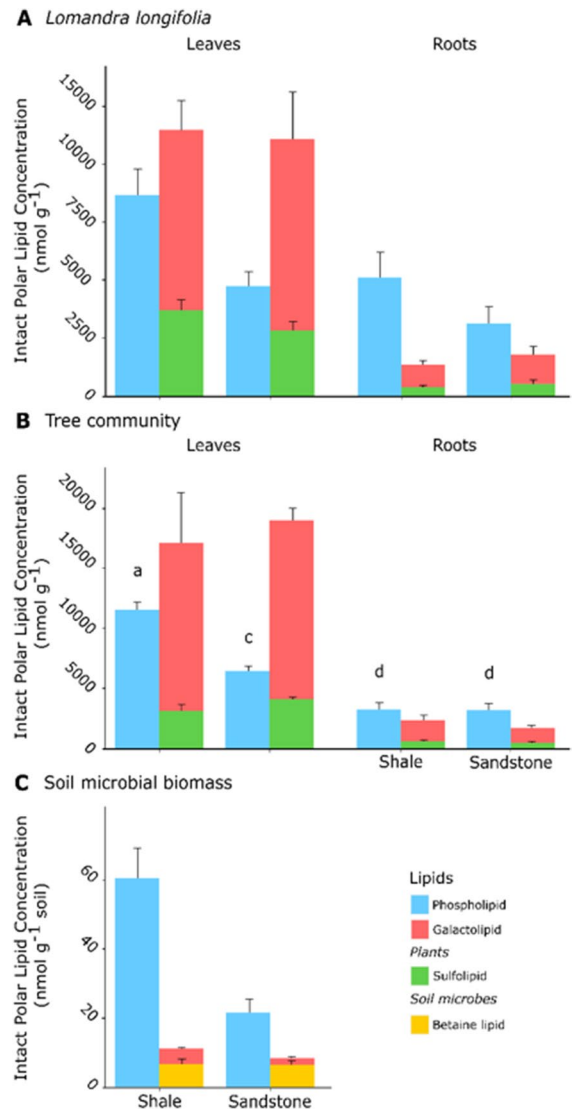 A Lomandra longifolia
Leaves Roots
Intact Polar Lipid Concentration
(nmol g⁻¹)
15000
10000
7500
5000
2500
0
B Tree community
Leaves Roots
Intact Polar Lipid Concentration
(nmol g⁻¹)
20000
15000
10000
5000
0
a
c
d d
Shale Sandstone
C Soil microbial biomass
Intact Polar Lipid Concentration
(nmol g⁻¹ soil)
60
40
20
0
Shale Sandstone
Lipids
Phospholipid
Galactolipid
Plants
Sulfolipid
Soil microbes
Betaine lipid